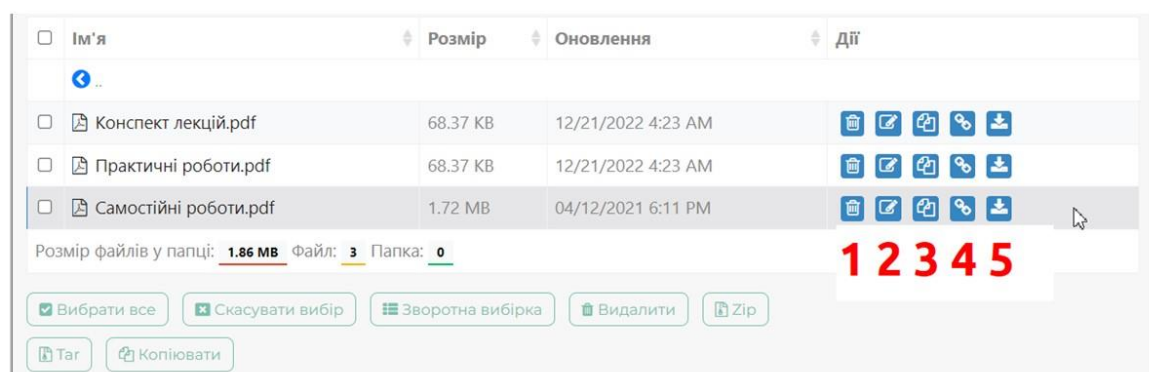 Ім'я Розмір Оновлення Дії
..
Конспект лекцій.pdf 68.37 KB 12/21/2022 4:23 AM
Практичні роботи.pdf 68.37 KB 12/21/2022 4:23 AM
Самостійні роботи.pdf 1.72 MB 04/12/2021 6:11 PM
Розмір файлів у папці: 1.86 MB Файл: 3 Папка: 0
1 2 3 4 5
Вибрати все Скасувати вибір Зворотна вибірка Видалити Zip
Tar Копіювати